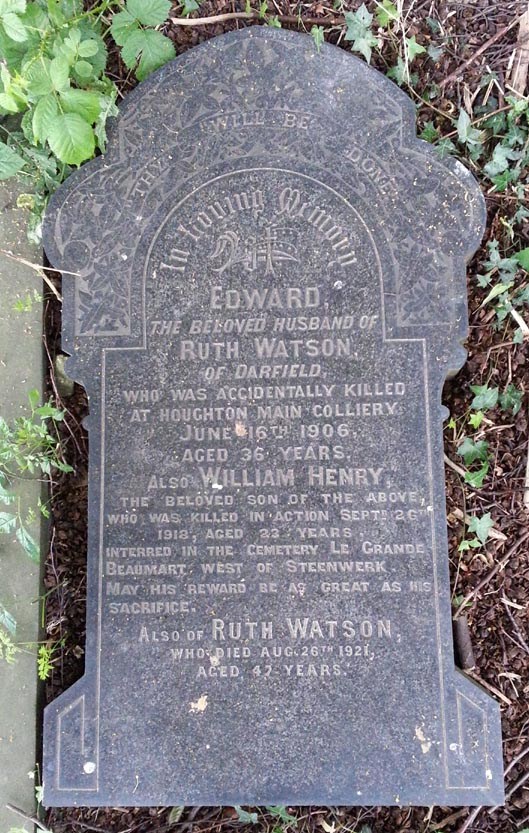 THY WILL BE DONE
In Loving Memory
EDWARD,
THE BELOVED HUSBAND OF
RUTH WATSON,
OF DARFIELD,
WHO WAS ACCIDENTALLY KILLED
AT HOUGHTON MAIN COLLIERY
JUNE 16TH 1906,
AGED 36 YEARS.
ALSO WILLIAM HENRY,
THE BELOVED SON OF THE ABOVE,
WHO WAS KILLED IN ACTION SEPTR 26TH
1918, AGED 23 YEARS.
INTERRED IN THE CEMETERY LE GRANDE
BEAUMART, WEST OF STEENWERK.
MAY HIS REWARD BE AS GREAT AS HIS
SACRIFICE.
ALSO OF RUTH WATSON,
WHO DIED AUG. 26TH 1921,
AGED 47 YEARS.